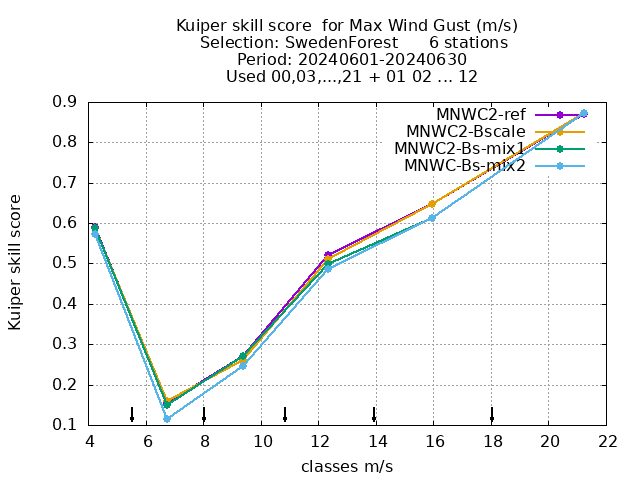 Kuiper skill score  for Max Wind Gust (m/s)
Selection: SwedenForest      6 stations
Period: 20240601-20240630
Used 00,03,...,21 + 01 02 ... 12
MNWC2-ref
MNWC2-Bscale
MNWC2-Bs-mix1
MNWC-Bs-mix2
Kuiper skill score
0.9
0.8
0.7
0.6
0.5
0.4
0.3
0.2
0.1
4 6 8 10 12 14 16 18 20 22
classes m/s